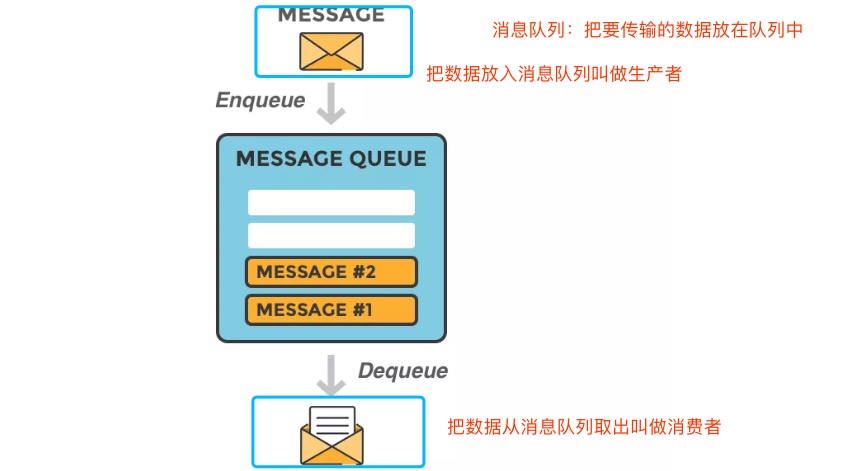 MESSAGE
消息队列：把要传输的数据放在队列中
把数据放入消息队列叫做生产者
Enqueue
MESSAGE QUEUE
MESSAGE #2
MESSAGE #1
Dequeue
把数据从消息队列取出叫做消费者